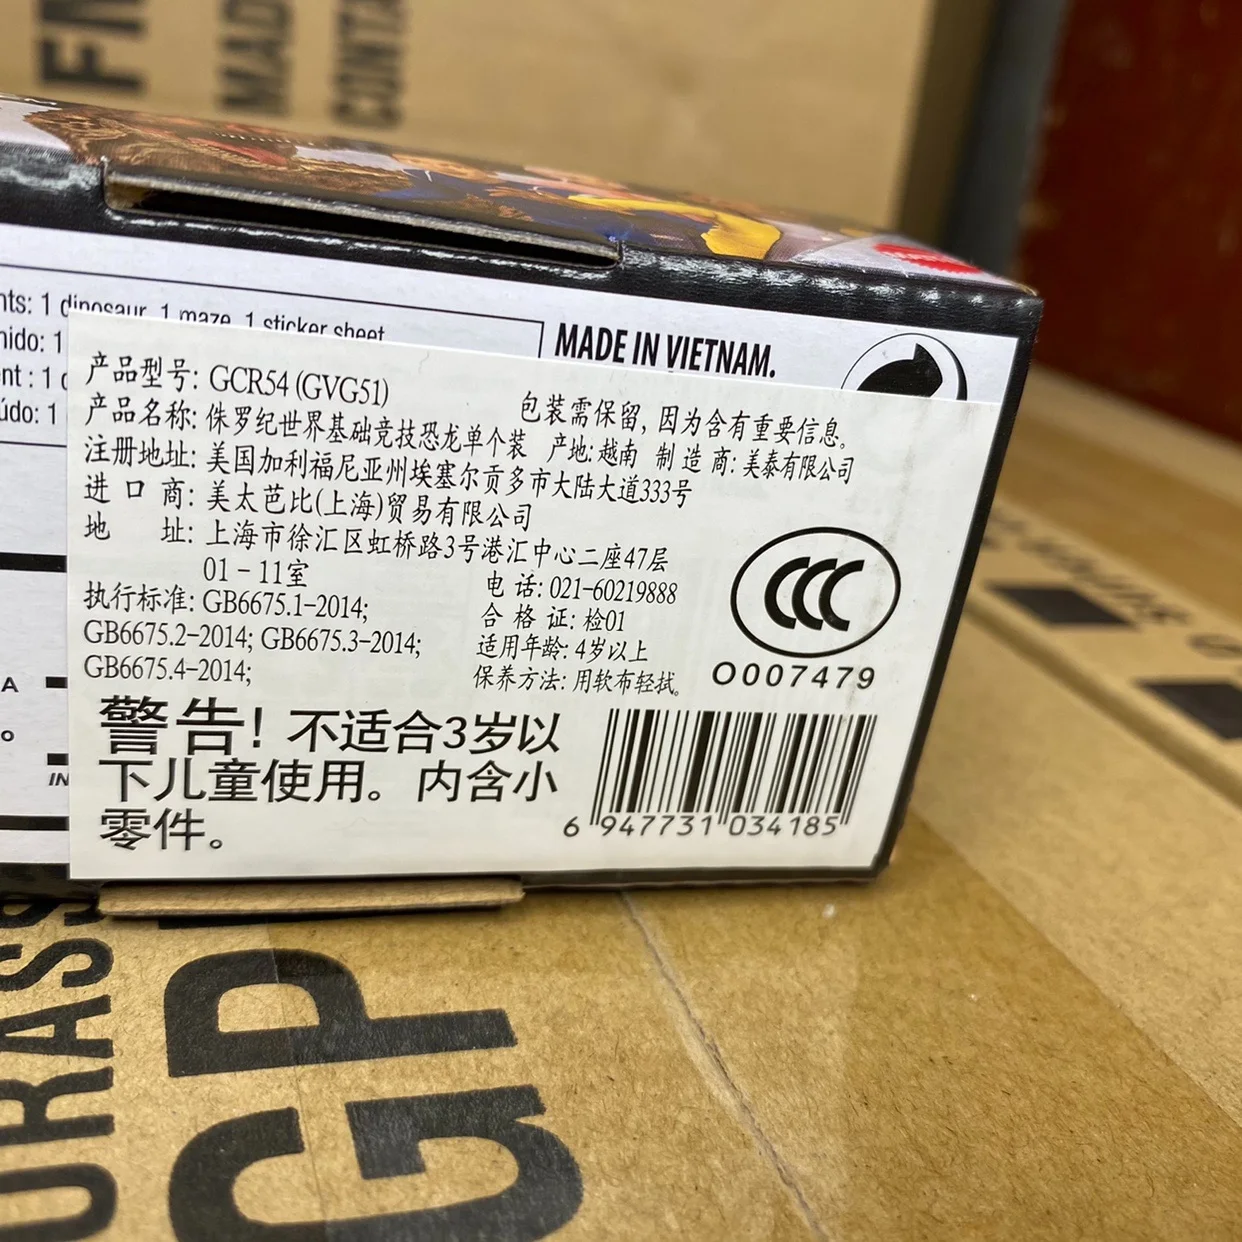 FN
MAD
CONTA
nts: 1 dinosaur, 1 maze, 1 sticker sheet
nido: 1
ent : 1
údo: 1
MADE IN VIETNAM.
产品型号: GCR54 (GVG51)
包装需保留, 因为含有重要信息。
产品名称: 侏罗纪世界基础竞技恐龙单个装 产地: 越南 制造商: 美泰有限公司
注册地址: 美国加利福尼亚州埃塞尔贡多市大陆大道333号
进口商: 美太芭比(上海)贸易有限公司
地 址: 上海市徐汇区虹桥路3号港汇中心二座47层
01－11室
电 话: 021-60219888
执行标准: GB6675.1-2014;
合 格 证: 检01
GB6675.2-2014; GB6675.3-2014;
适用年龄: 4岁以上
GB6675.4-2014;
保养方法: 用软布轻拭。
CCC
O007479
警告! 不适合3岁以
下儿童使用。内含小
零件。
6 947731 034185
A
IN
GP
G